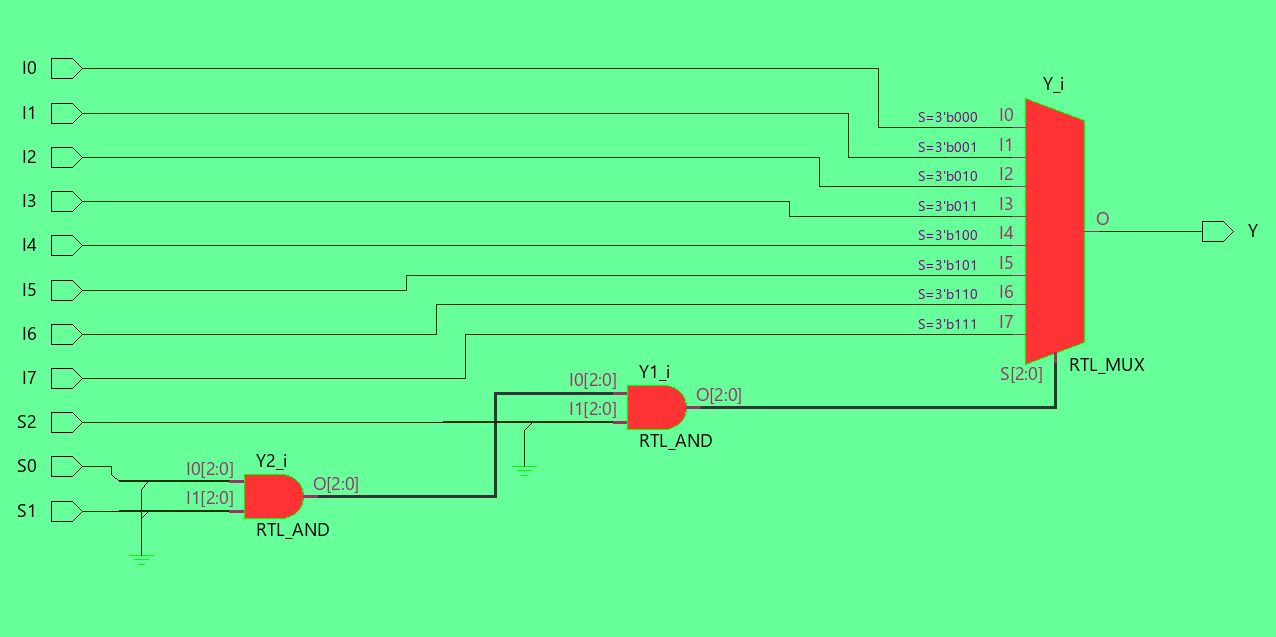 I0
I1
I2
I3
I4
I5
I6
I7
S2
S0
S1
Y_i
S=3'b000 I0
S=3'b001 I1
S=3'b010 I2
S=3'b011 I3
S=3'b100 I4
S=3'b101 I5
S=3'b110 I6
S=3'b111 I7
S[2:0]
RTL_MUX
O
Y
Y1_i
I0[2:0]
I1[2:0]
O[2:0]
RTL_AND
Y2_i
I0[2:0]
I1[2:0]
O[2:0]
RTL_AND